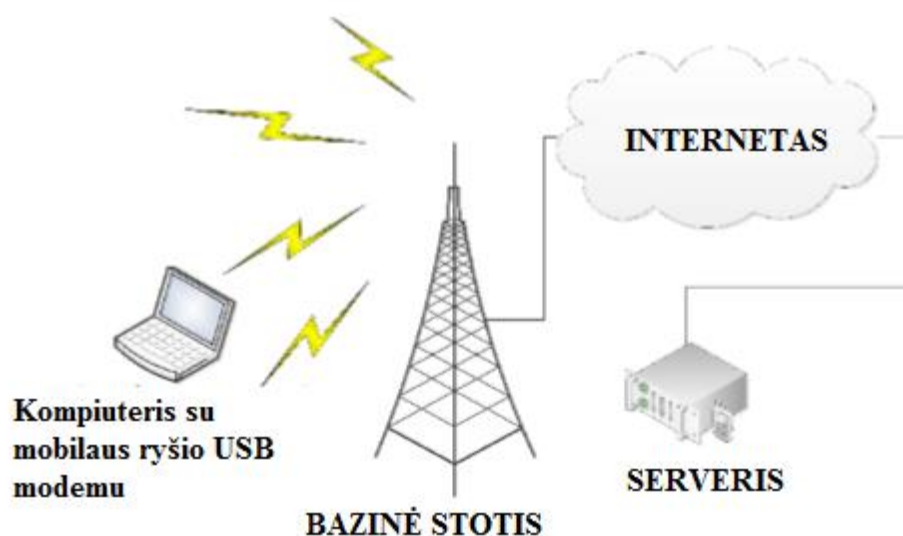 INTERNETAS
Kompiuteris su
mobilaus ryšio USB
modemu
SERVERIS
BAZINĖ STOTIS